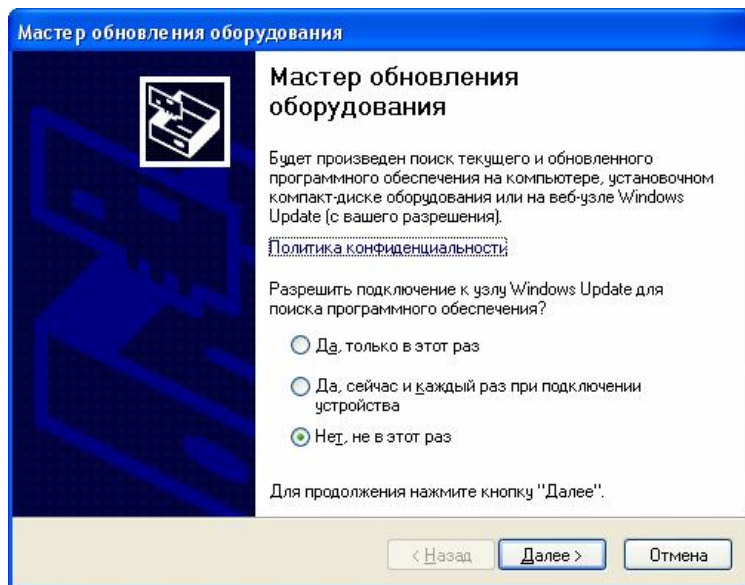 Мастер обновления оборудования
Мастер обновления
оборудования
Будет произведен поиск текущего и обновленного
программного обеспечения на компьютере, установочном
компакт-диске оборудования или на веб-узле Windows
Update (с вашего разрешения).
Политика конфиденциальности
Разрешить подключение к узлу Windows Update для
поиска программного обеспечения?
Да, только в этот раз
Да, сейчас и каждый раз при подключении
устройства
Нет, не в этот раз
Для продолжения нажмите кнопку "Далее".
< Назад Далее > Отмена